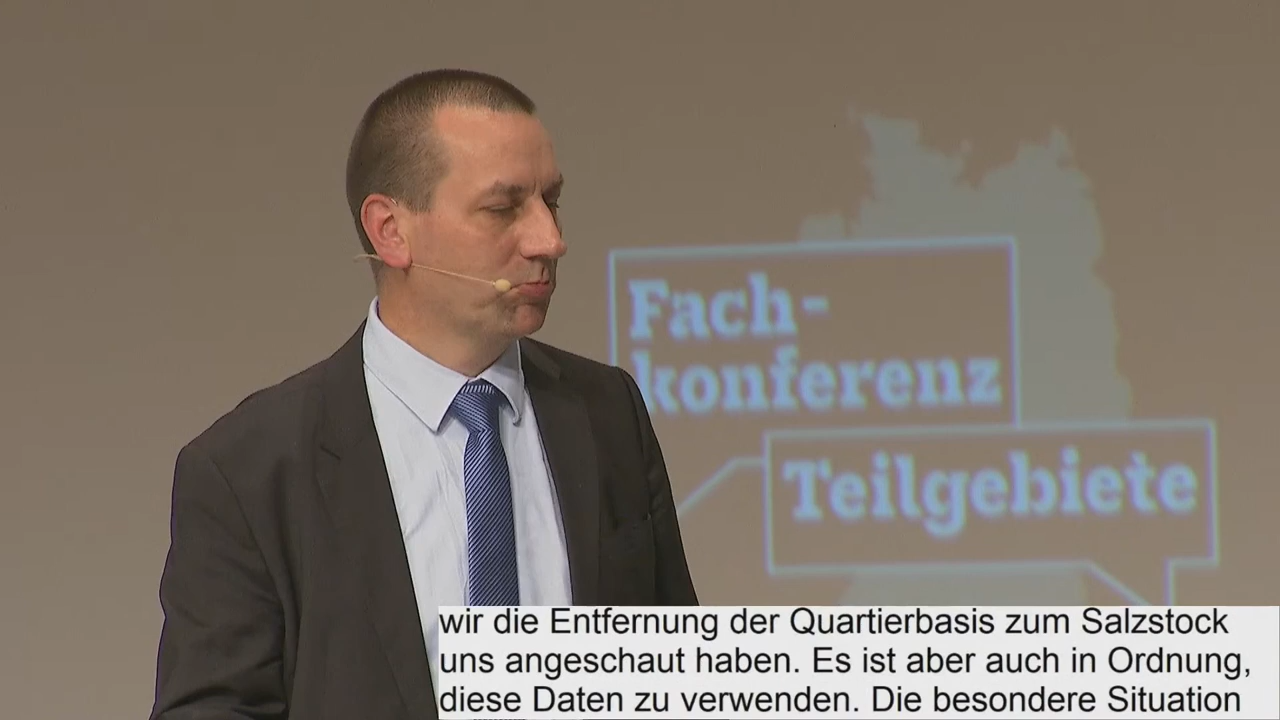 Fach-
konferenz
Teilgebiete
wir die Entfernung der Quartierbasis zum Salzstock
uns angeschaut haben. Es ist aber auch in Ordnung,
diese Daten zu verwenden. Die besondere Situation